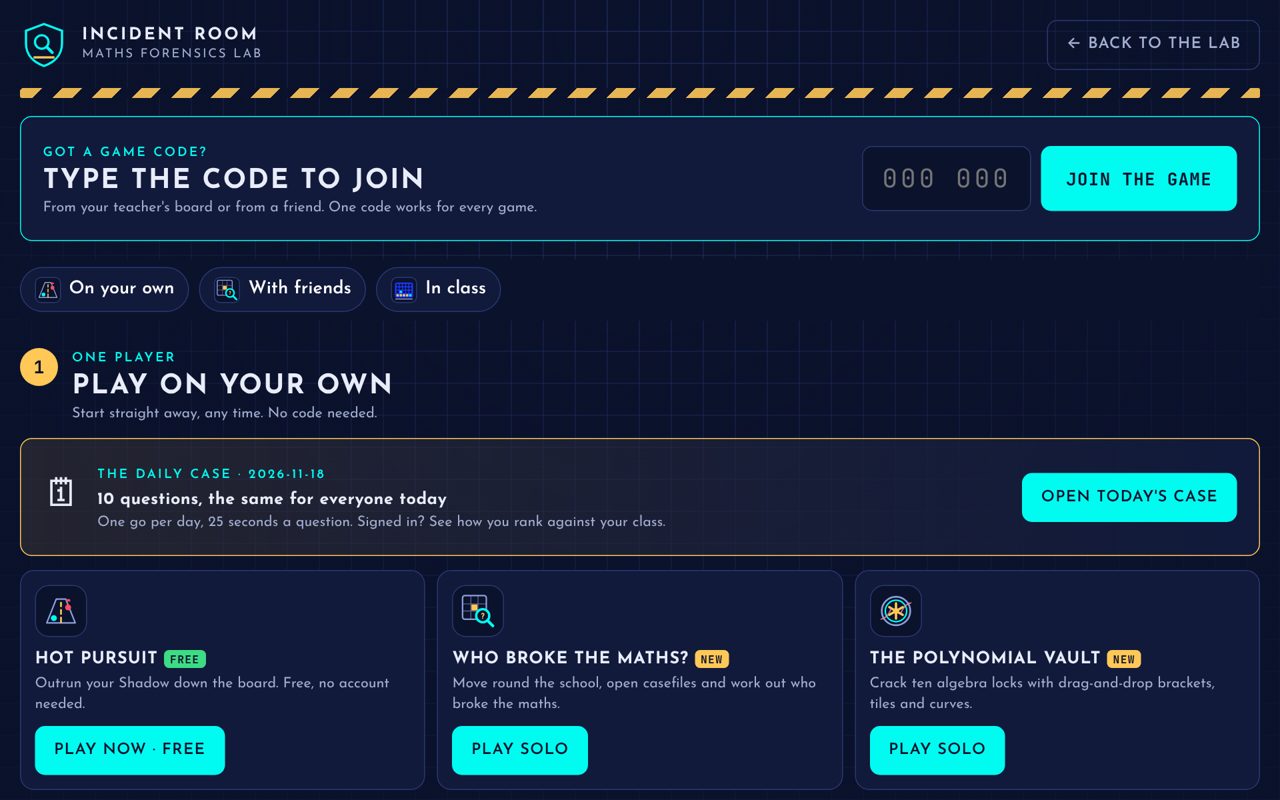 INCIDENT ROOM
MATHS FORENSICS LAB
← BACK TO THE LAB
GOT A GAME CODE?
TYPE THE CODE TO JOIN
From your teacher's board or from a friend. One code works for every game.
000 000
JOIN THE GAME
On your own
With friends
In class
1
ONE PLAYER
PLAY ON YOUR OWN
Start straight away, any time. No code needed.
1
THE DAILY CASE · 2026-11-18
10 questions, the same for everyone today
One go per day, 25 seconds a question. Signed in? See how you rank against your class.
OPEN TODAY'S CASE
HOT PURSUIT FREE
Outrun your Shadow down the board. Free, no account
needed.
PLAY NOW · FREE
?
WHO BROKE THE MATHS? NEW
Move round the school, open casefiles and work out who
broke the maths.
PLAY SOLO
THE POLYNOMIAL VAULT NEW
Crack ten algebra locks with drag-and-drop brackets,
tiles and curves.
PLAY SOLO